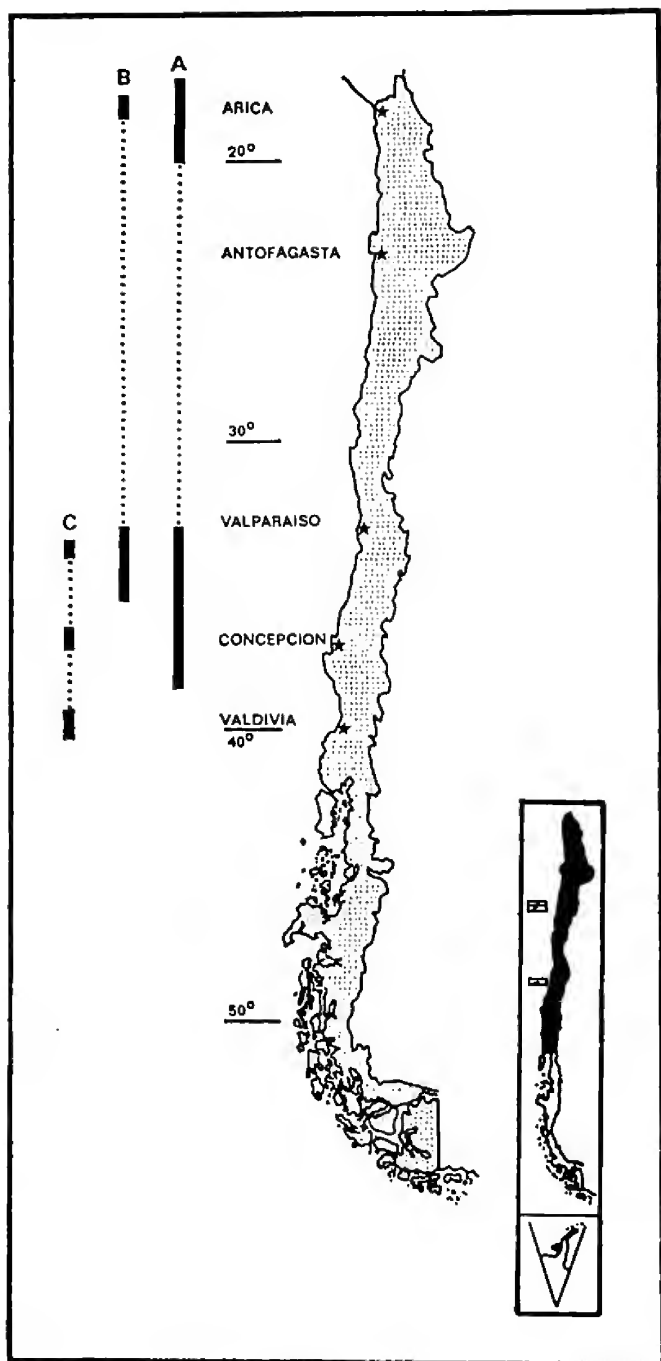 B A
ARICA
20°
ANTOFAGASTA
30°
VALPARAISO
C
CONCEPCION
VALDIVIA
40°
50°